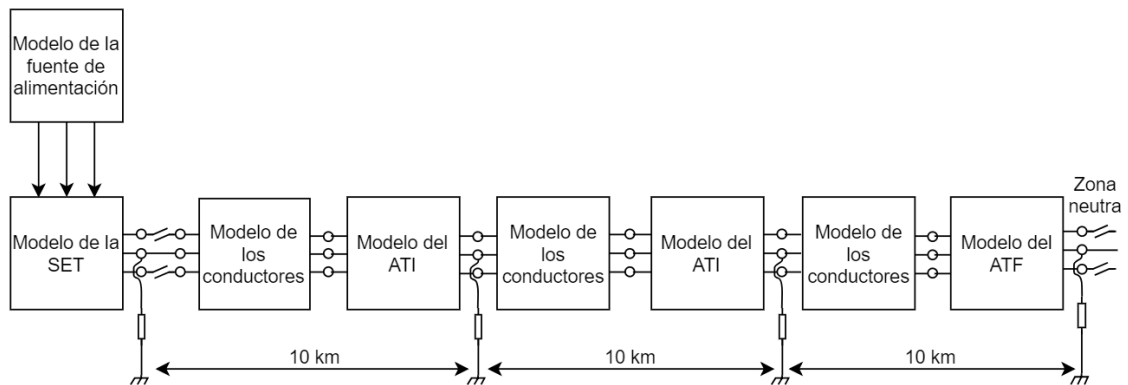 Modelo de la
fuente de
alimentación
Modelo de la
SET
Modelo de
los
conductores
Modelo del
ATI
Modelo de
los
conductores
Modelo del
ATI
Modelo de
los
conductores
Modelo del
ATF
Zona
neutra
10 km
10 km
10 km